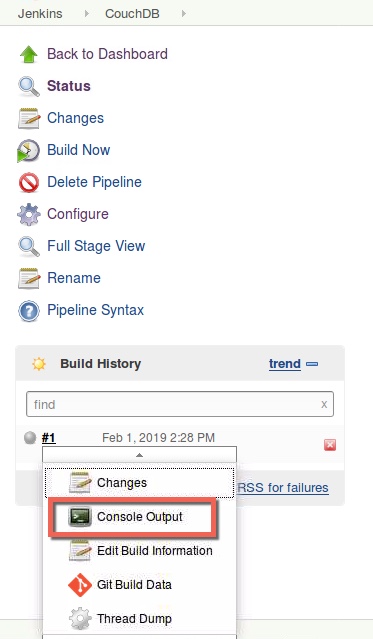 Jenkins CouchDB
Back to Dashboard
Status
Changes
Build Now
Delete Pipeline
Configure
Full Stage View
Rename
Pipeline Syntax
Build History trend
find x
#1 Feb 1, 2019 2:28 PM
Changes
RSS for failures
Console Output
Edit Build Information
Git Build Data
Thread Dump